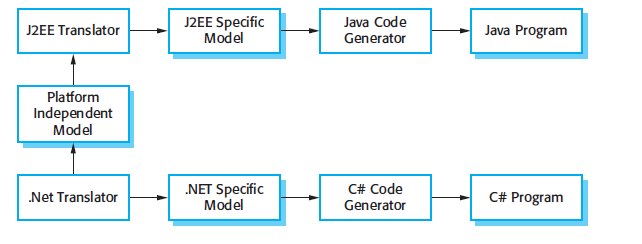 J2EE Translator
J2EE Specific
Model
Java Code
Generator
Java Program
Platform
Independent
Model
.Net Translator
.NET Specific
Model
C# Code
Generator
C# Program